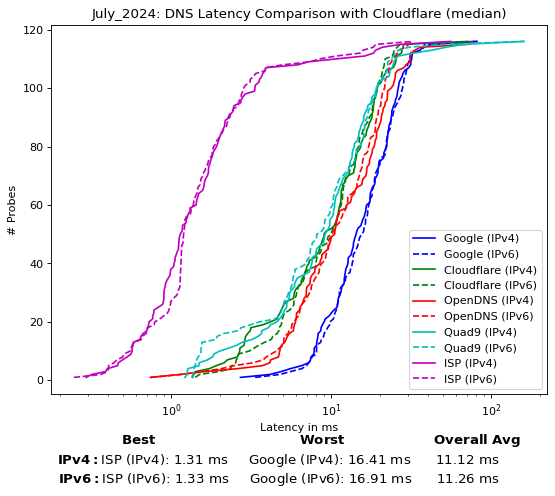 July_2024: DNS Latency Comparison with Cloudflare (median)
120
100
80
60
40
20
0
# Probes
10⁰
10¹
10²
Latency in ms
Google (IPv4)
Google (IPv6)
Cloudflare (IPv4)
Cloudflare (IPv6)
OpenDNS (IPv4)
OpenDNS (IPv6)
Quad9 (IPv4)
Quad9 (IPv6)
ISP (IPv4)
ISP (IPv6)
Best Worst Overall Avg
IPv4: ISP (IPv4): 1.31 ms Google (IPv4): 16.41 ms 11.12 ms
IPv6: ISP (IPv6): 1.33 ms Google (IPv6): 16.91 ms 11.26 ms